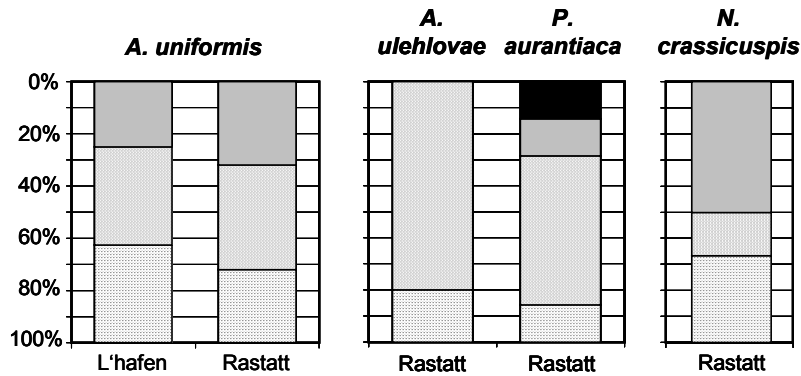 A. uniformis
A.
ulehlovae
P.
aurantiaca
N.
crassicuspis
0%
20%
40%
60%
80%
100%
L'hafen
Rastatt
Rastatt
Rastatt
Rastatt